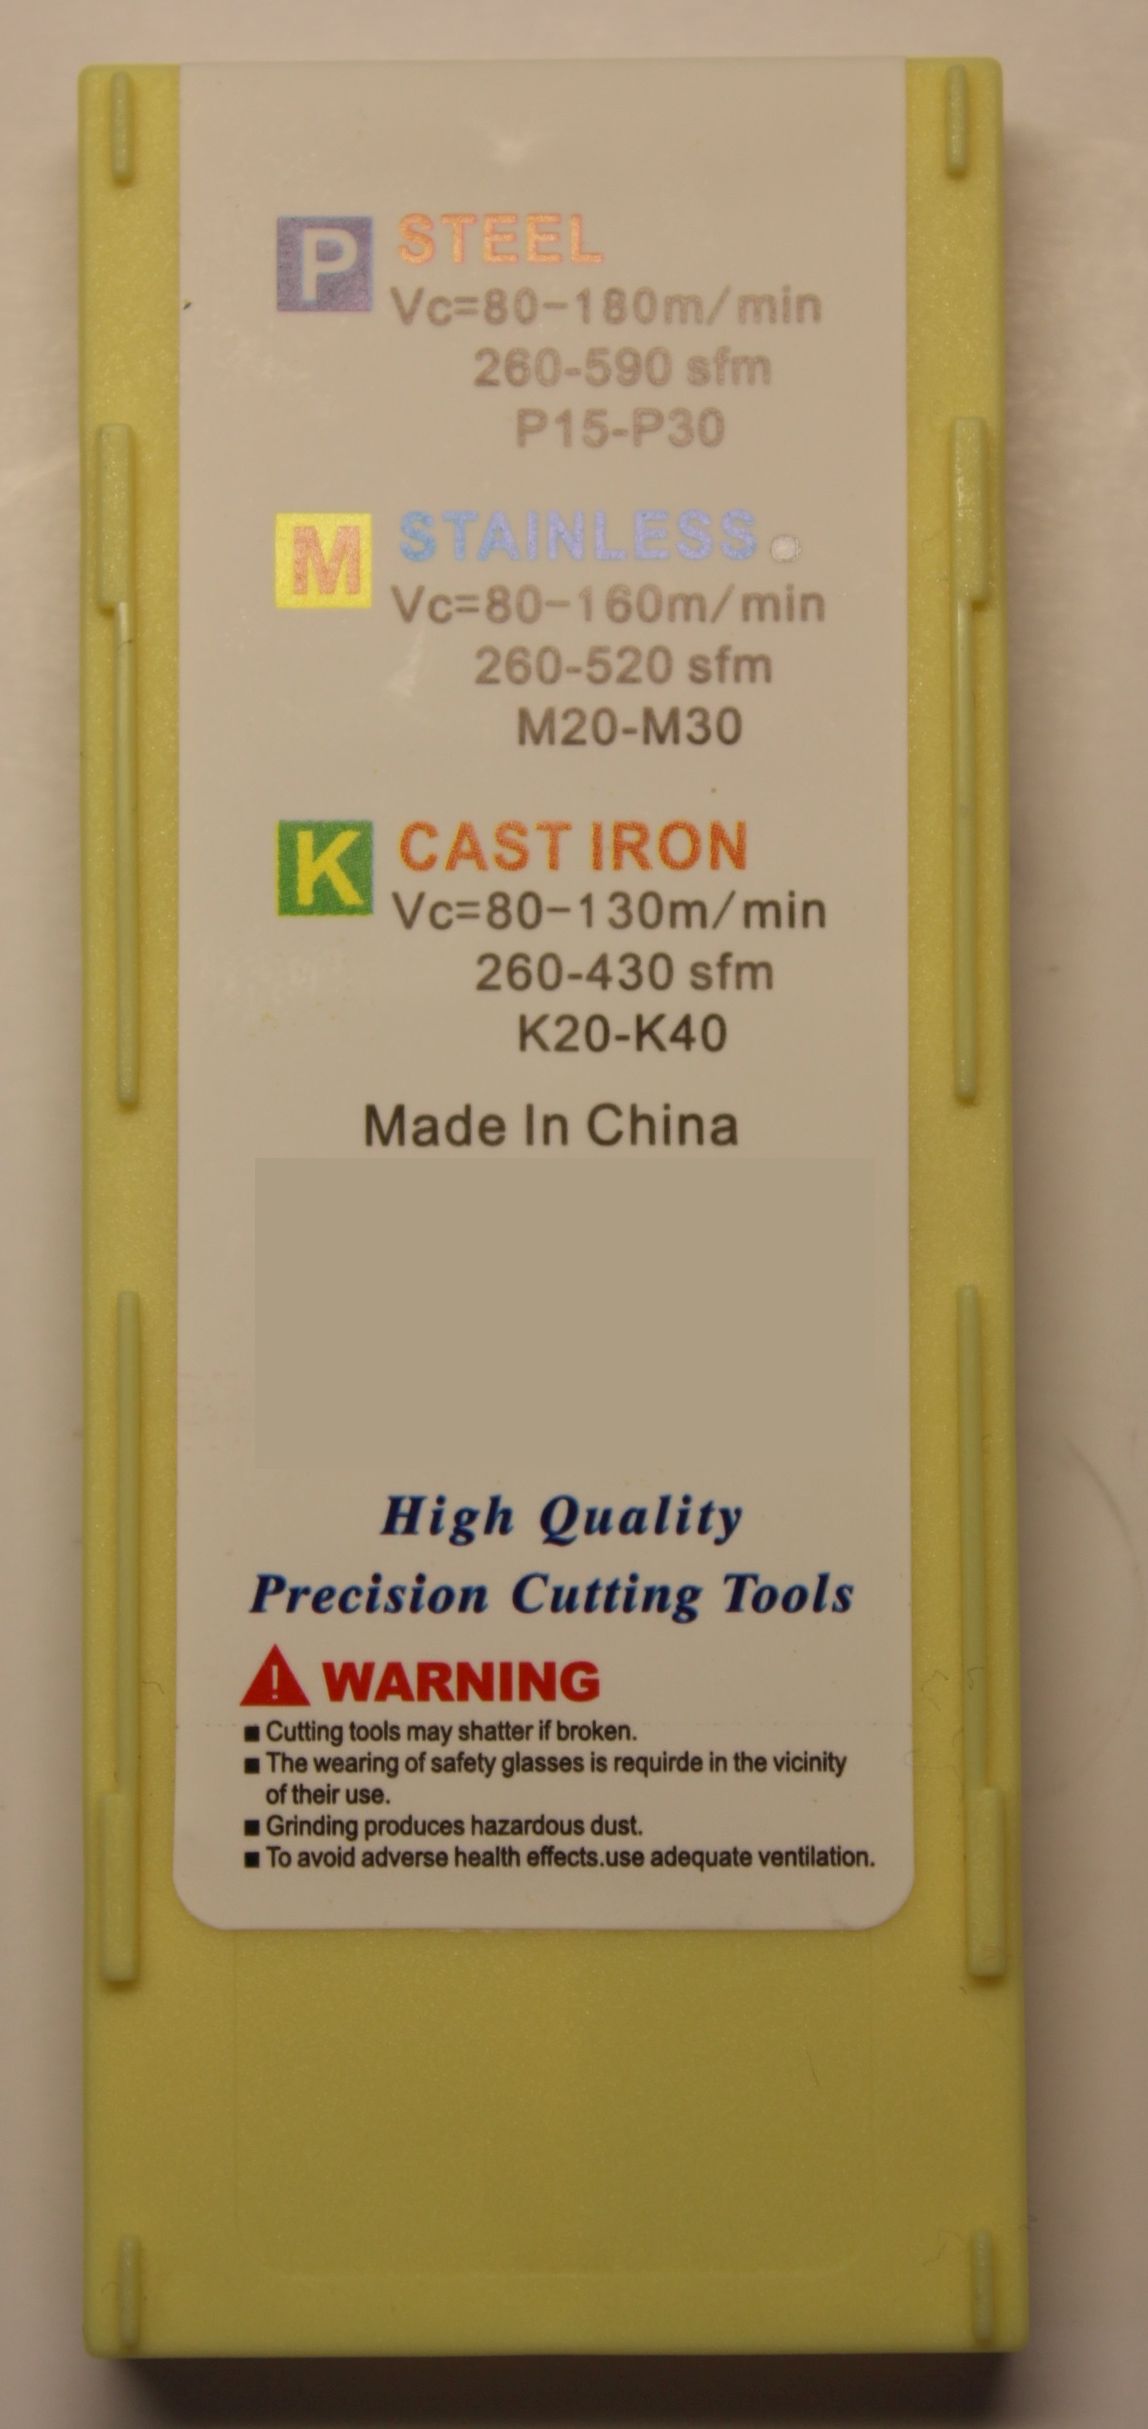 P STEEL
Vc=80-180m/min
260-590 sfm
P15-P30
M STAINLESS
Vc=80-160m/min
260-520 sfm
M20-M30
K CAST IRON
Vc=80-130m/min
260-430 sfm
K20-K40
Made In China
High Quality
Precision Cutting Tools
! WARNING
■ Cutting tools may shatter if broken.
■ The wearing of safety glasses is requirde in the vicinity
of their use.
■ Grinding produces hazardous dust.
■ To avoid adverse health effects.use adequate ventilation.